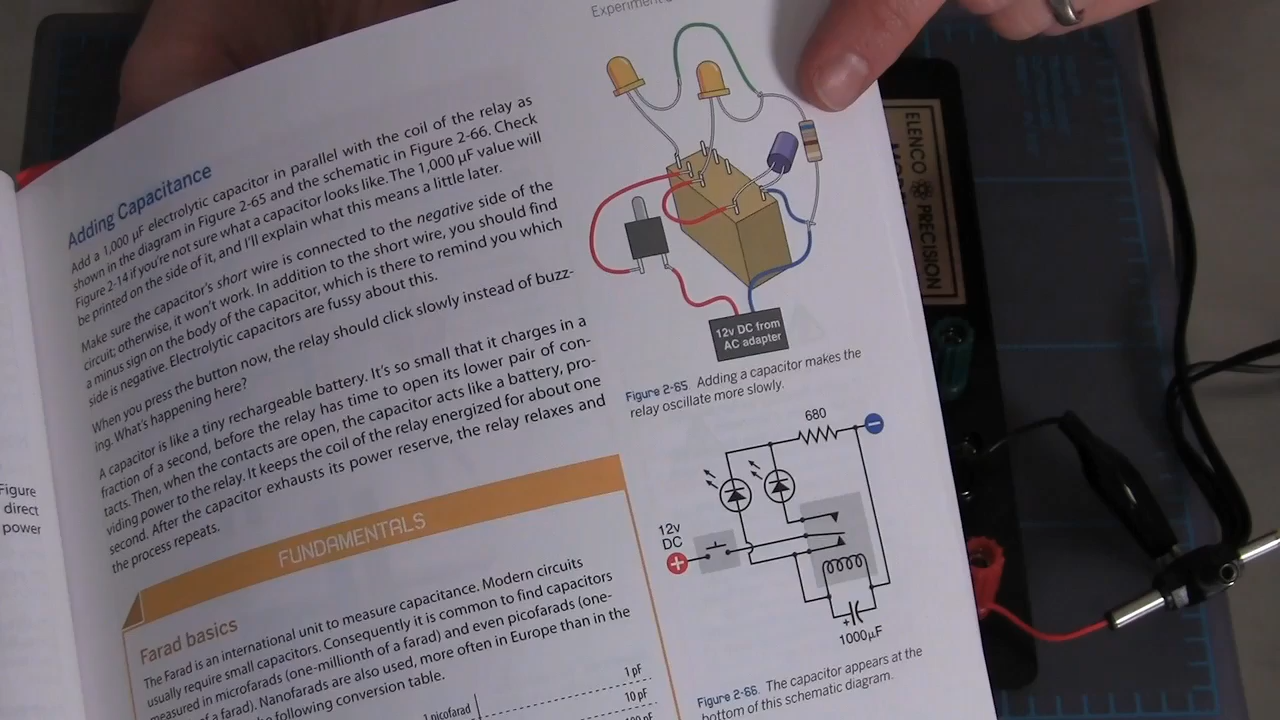 Experiment
Adding Capacitance
Add a 1,000 µF electrolytic capacitor in parallel with the coil of the relay as
shown in the diagram in Figure 2-65 and the schematic in Figure 2-66. Check
Figure 2-14 if you're not sure what a capacitor looks like. The 1,000 µF value will
be printed on the side of it, and I'll explain what this means a little later.
Make sure the capacitor's short wire is connected to the negative side of the
circuit; otherwise, it won't work. In addition to the short wire, you should find
a minus sign on the body of the capacitor, which is there to remind you which
side is negative. Electrolytic capacitors are fussy about this.
When you press the button now, the relay should click slowly instead of buzz-
ing. What's happening here?
A capacitor is like a tiny rechargeable battery. It's so small that it charges in a
fraction of a second, before the relay has time to open its lower pair of con-
tacts. Then, when the contacts are open, the capacitor acts like a battery, pro-
viding power to the relay. It keeps the coil of the relay energized for about one
second. After the capacitor exhausts its power reserve, the relay relaxes and
the process repeats.
FUNDAMENTALS
Farad basics
The Farad is an international unit to measure capacitance. Modern circuits
usually require small capacitors. Consequently it is common to find capacitors
measured in microfarads (one-millionth of a farad) and even picofarads (one-
of a farad). Nanofarads are also used, more often in Europe than in the
following conversion table.
nicofarad
1 pF
10 pF
Figure
direct
power
12v DC from
AC adapter
Figure 2-65. Adding a capacitor makes the
relay oscillate more slowly.
680
−
12v
DC
+
+
1000µF
Figure 2-66. The capacitor appears at the
bottom of this schematic diagram.
ELENCO PRECISION